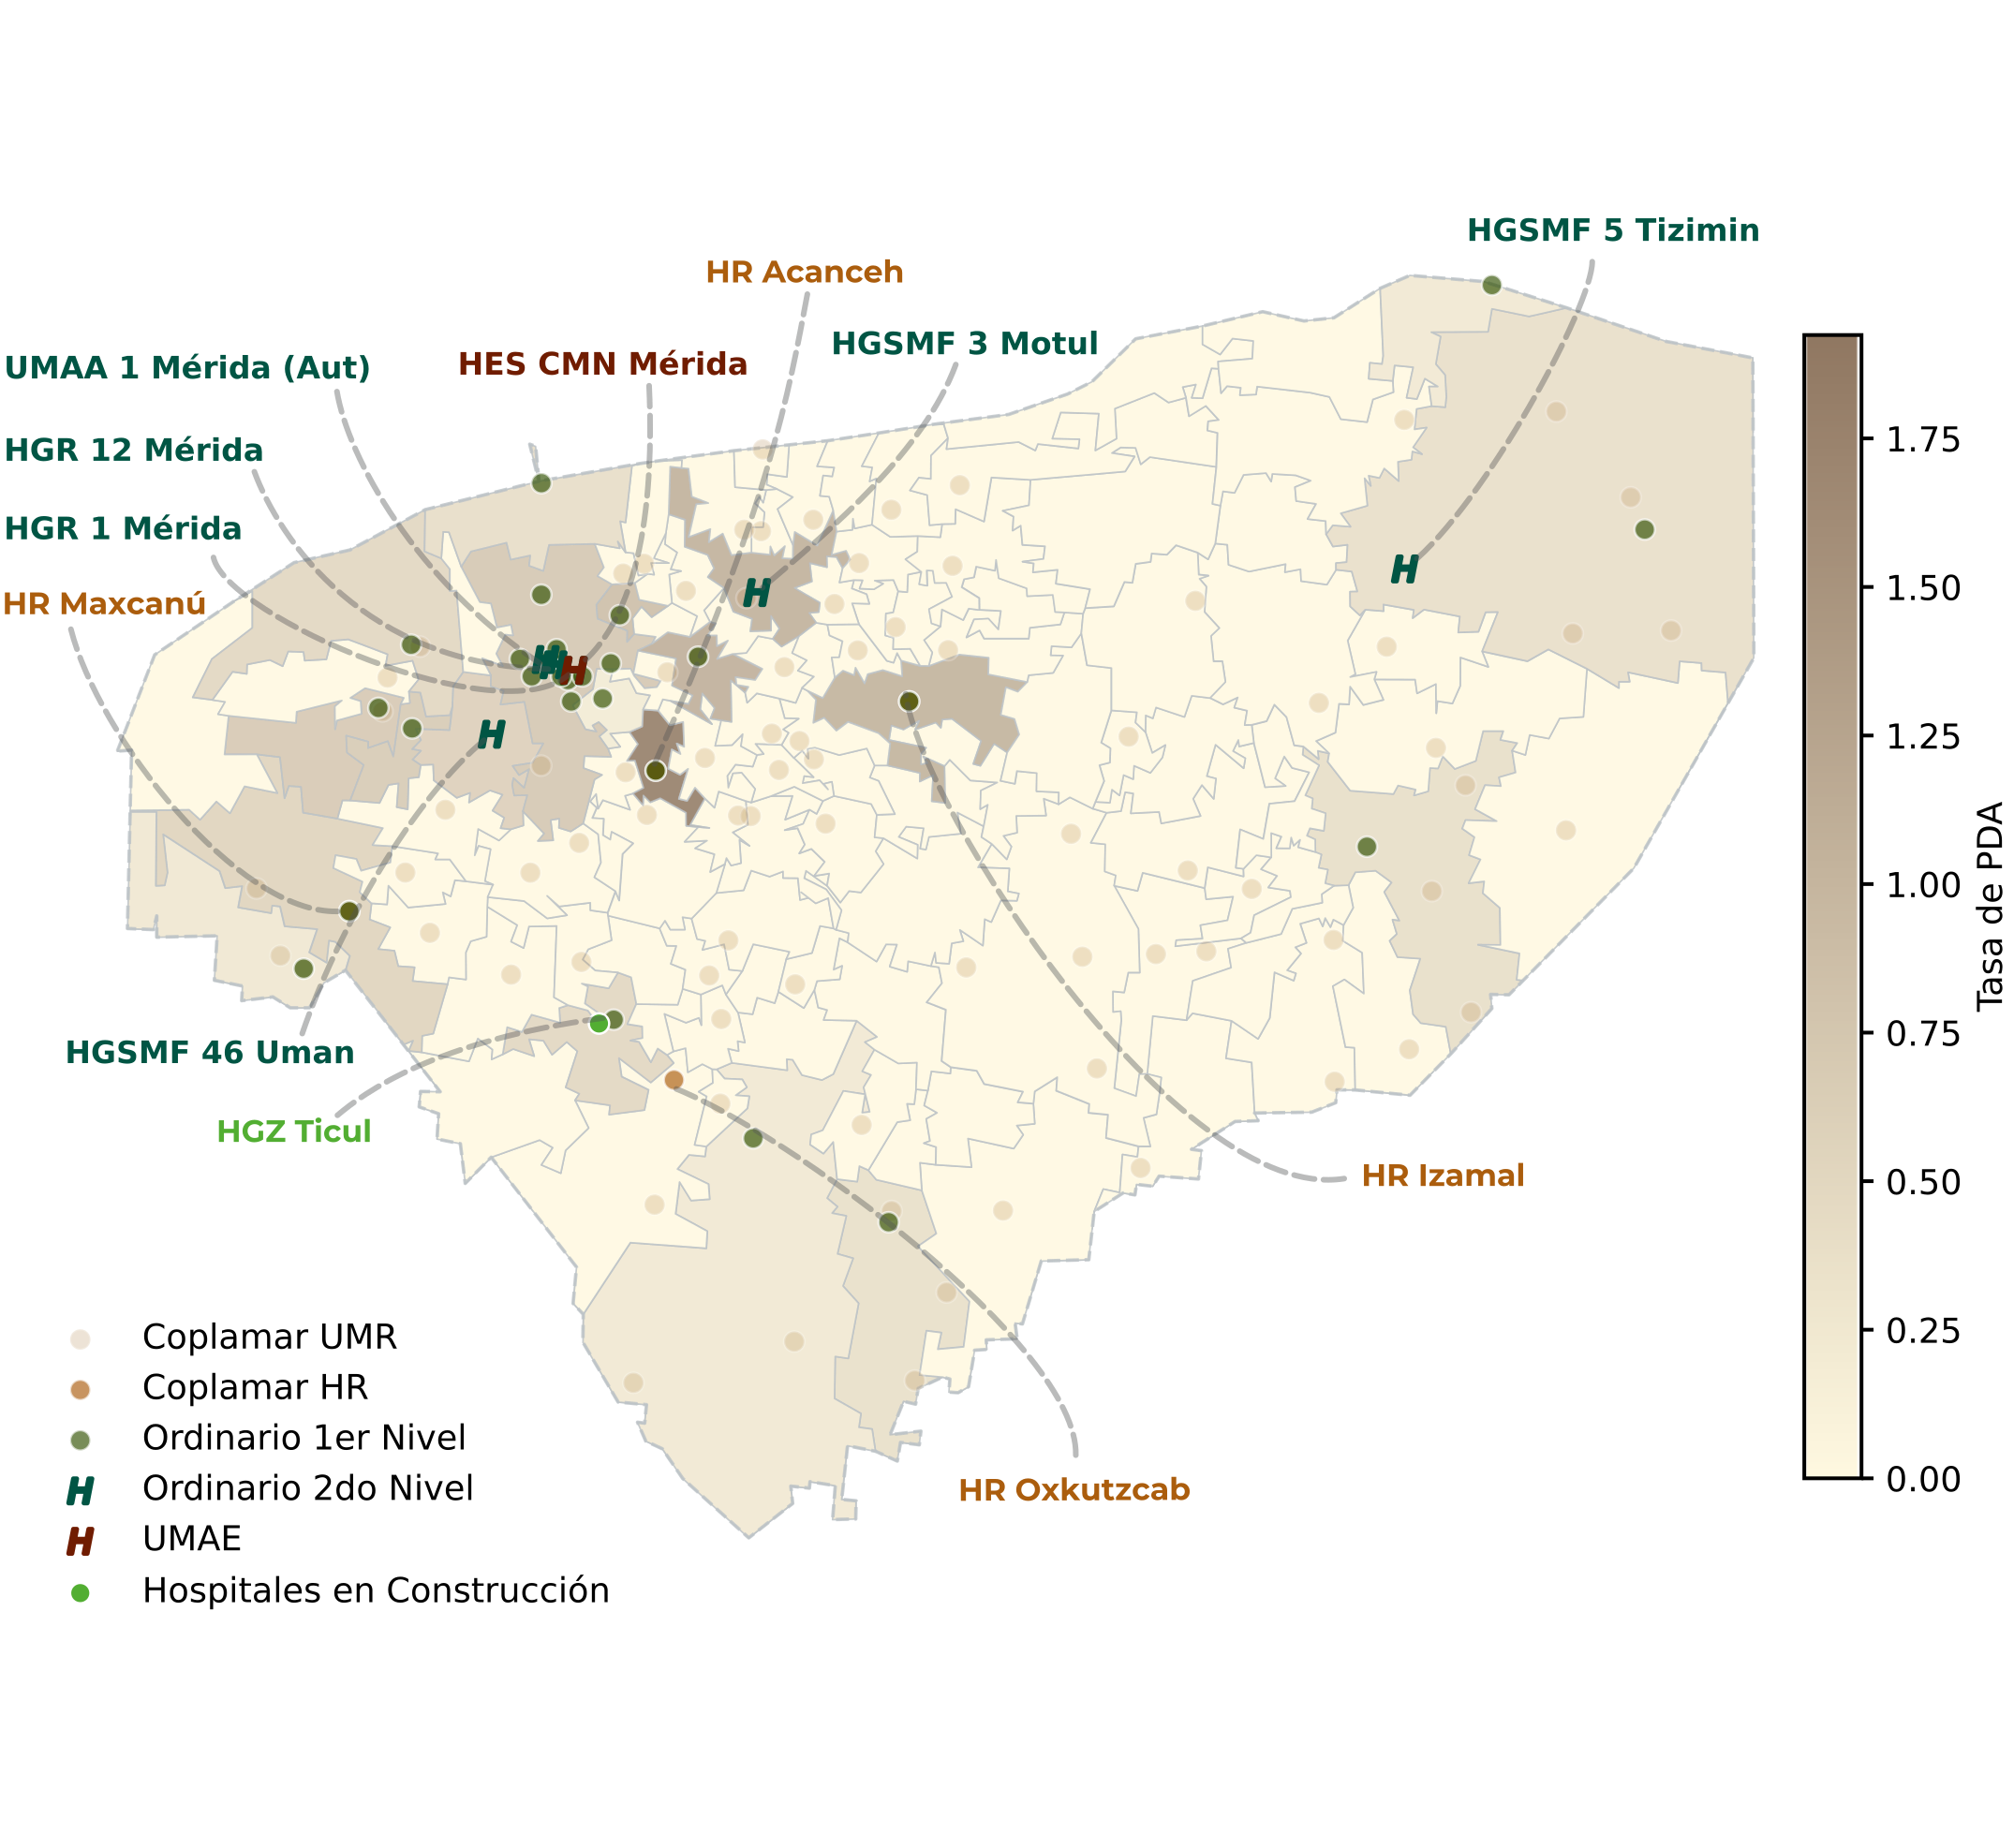 HGSMF 5 Tizimin
HR Acanceh
HGSMF 3 Motul
HES CMN Mérida
UMAA 1 Mérida (Aut)
HGR 12 Mérida
HGR 1 Mérida
HR Maxcanú
HGSMF 46 Uman
HGZ Ticul
HR Izamal
HR Oxkutzcab
Coplamar UMR
Coplamar HR
Ordinario 1er Nivel
H Ordinario 2do Nivel
H UMAE
Hospitales en Construcción
H
H
H
H
H
H
1.75
1.50
1.25
1.00
0.75
0.50
0.25
0.00
Tasa de PDA